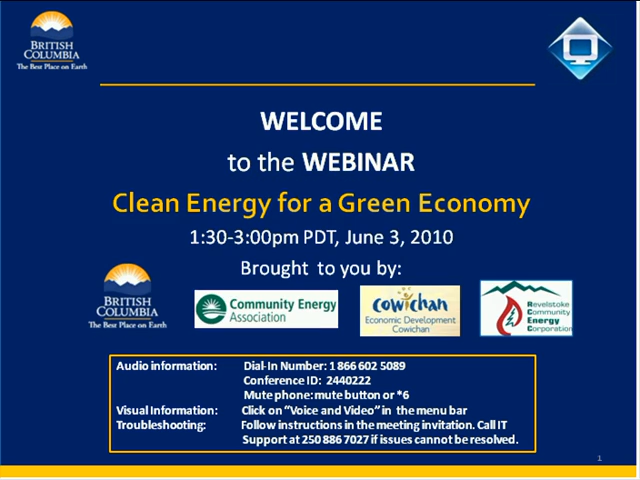 BRITISH
COLUMBIA
The Best Place on Earth
WELCOME
to the WEBINAR
Clean Energy for a Green Economy
1:30-3:00pm PDT, June 3, 2010
Brought to you by:
BRITISH
COLUMBIA
The Best Place on Earth
Community Energy
Association
cowichan
Economic Development
Cowichan
Revelstoke
Community
Energy
Corporation
Audio information: Dial-In Number: 1 866 602 5089
Conference ID: 2440222
Mute phone: mute button or *6
Visual Information: Click on "Voice and Video" in the menu bar
Troubleshooting: Follow instructions in the meeting invitation. Call IT
Support at 250 886 7027 if issues cannot be resolved.
1